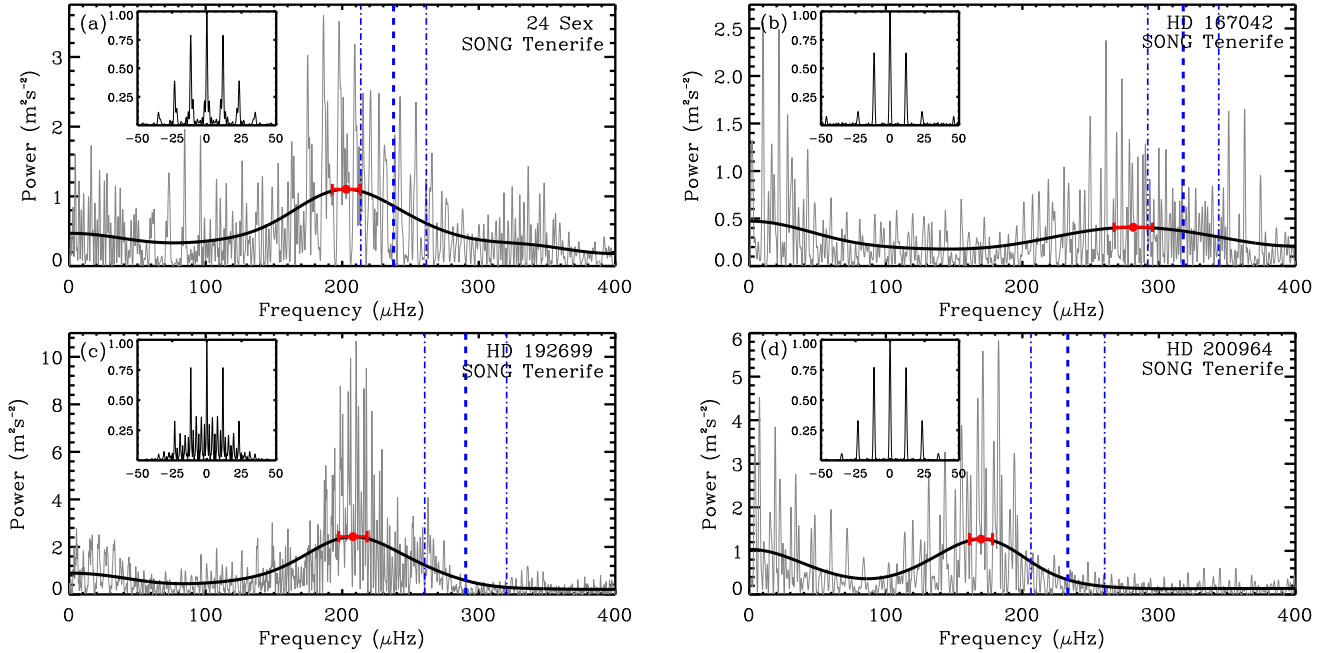 (a) 24 Sex
SONG Tenerife
Power (m²s⁻²)
3
2
1
0
0 100 200 300 400
Frequency (μHz)
1.00
0.75
0.50
0.25
−50 −25 0 25 50
(b) HD 167042
SONG Tenerife
Power (m²s⁻²)
2.5
2.0
1.5
1.0
0.5
0.0
0 100 200 300 400
Frequency (μHz)
1.00
0.75
0.50
0.25
−50 −25 0 25 50
(c) HD 192699
SONG Tenerife
Power (m²s⁻²)
10
8
6
4
2
0
0 100 200 300 400
Frequency (μHz)
1.00
0.75
0.50
0.25
−50 −25 0 25 50
(d) HD 200964
SONG Tenerife
Power (m²s⁻²)
6
5
4
3
2
1
0
0 100 200 300 400
Frequency (μHz)
1.00
0.75
0.50
0.25
−50 −25 0 25 50